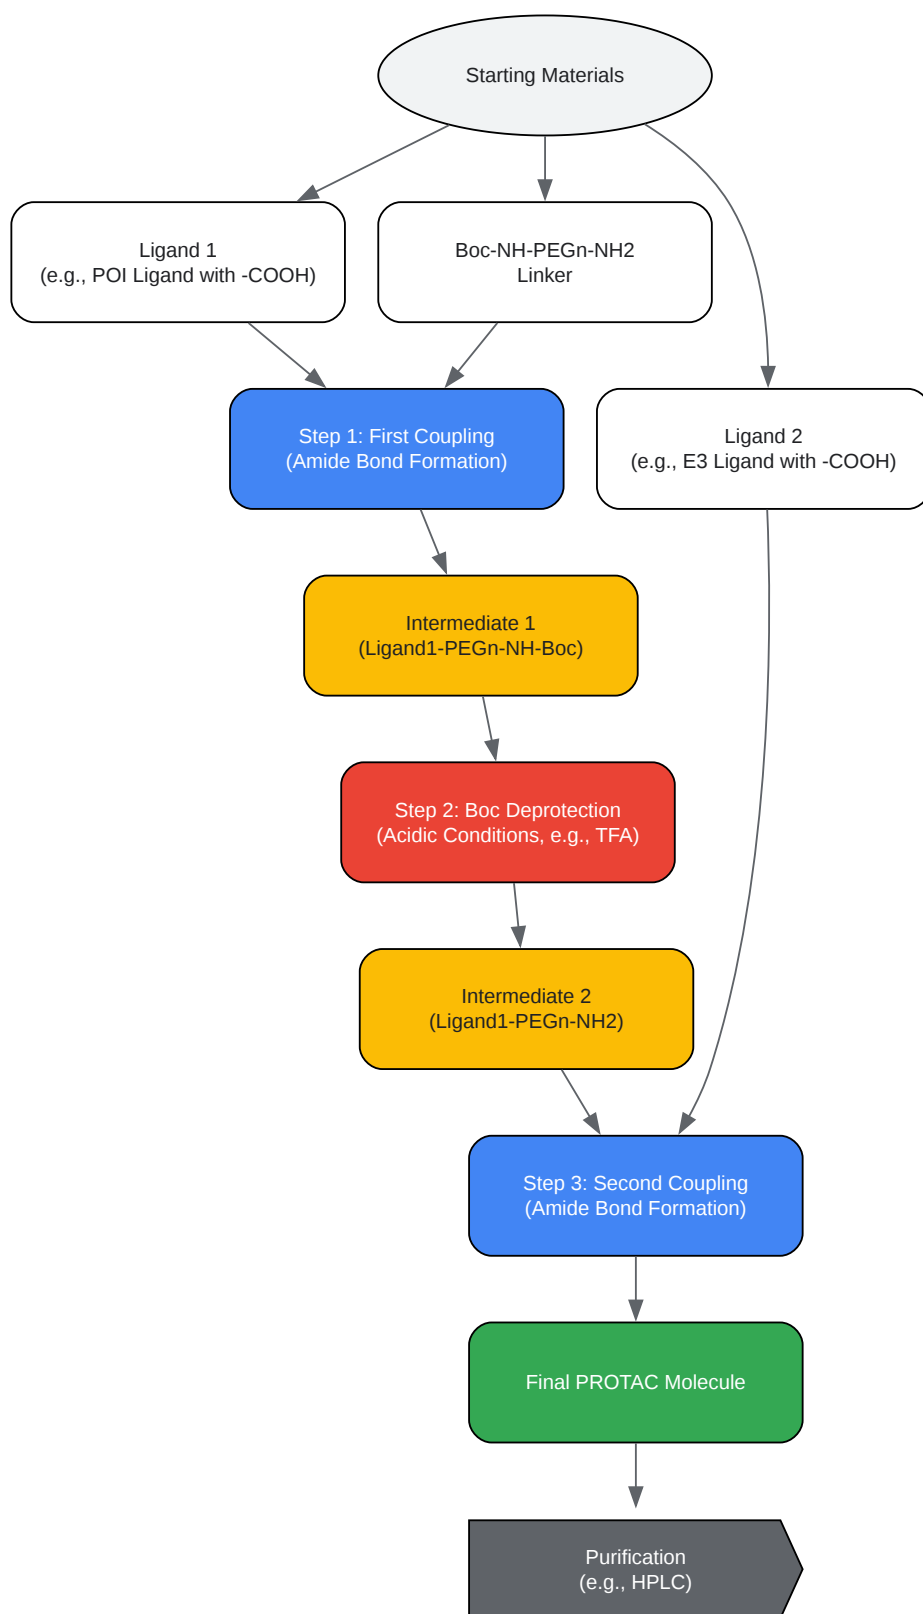 Starting Materials
Ligand 1
(e.g., POI Ligand with -COOH)
Boc-NH-PEGn-NH2
Linker
Step 1: First Coupling
(Amide Bond Formation)
Ligand 2
(e.g., E3 Ligand with -COOH)
Intermediate 1
(Ligand1-PEGn-NH-Boc)
Step 2: Boc Deprotection
(Acidic Conditions, e.g., TFA)
Intermediate 2
(Ligand1-PEGn-NH2)
Step 3: Second Coupling
(Amide Bond Formation)
Final PROTAC Molecule
Purification
(e.g., HPLC)